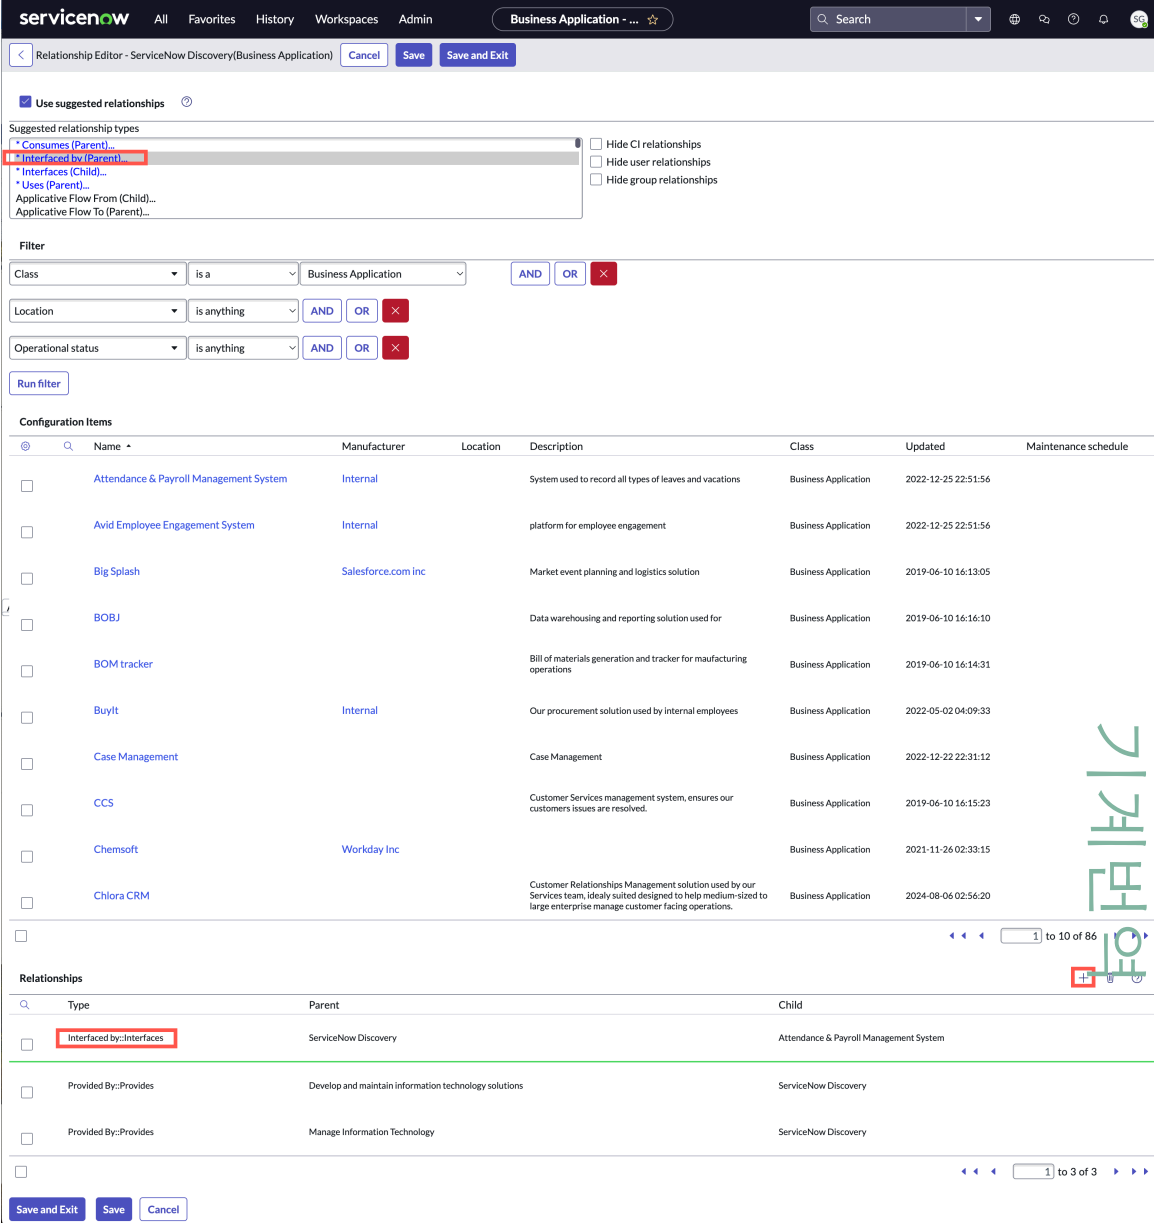 servicenow All Favorites History Workspaces Admin Business Application - ... Search SG
Relationship Editor - ServiceNow Discovery(Business Application) Cancel Save Save and Exit
Use suggested relationships
Suggested relationship types
* Consumes (Parent)...
* Interfaced by (Parent)...
* Interfaces (Child)...
* Uses (Parent)...
Applicative Flow From (Child)...
Applicative Flow To (Parent)...
Hide CI relationships
Hide user relationships
Hide group relationships
Filter
Class is a Business Application AND OR
Location is anything AND OR
Operational status is anything AND OR
Run filter
Configuration Items
Name Manufacturer Location Description Class Updated Maintenance schedule
Attendance & Payroll Management System Internal System used to record all types of leaves and vacations Business Application 2022-12-25 22:51:56
Avid Employee Engagement System Internal platform for employee engagement Business Application 2022-12-25 22:51:56
Big Splash Salesforce.com inc Market event planning and logistics solution Business Application 2019-06-10 16:13:05
BOBJ Data warehousing and reporting solution used for Business Application 2019-06-10 16:16:10
BOM tracker Bill of materials generation and tracker for maufacturing operations Business Application 2019-06-10 16:14:31
BuyIt Internal Our procurement solution used by internal employees Business Application 2022-05-02 04:09:33
Case Management Case Management Business Application 2022-12-22 22:31:12
CCS Customer Services management system, ensures our customers issues are resolved. Business Application 2019-06-10 16:15:23
Chemsoft Workday Inc Business Application 2021-11-26 02:33:15
Chlora CRM Customer Relationships Management solution used by our Services team, idealy suited designed to help medium-sized to large enterprise manage customer facing operations. Business Application 2024-08-06 02:56:20
1 to 10 of 86
기계번역
Relationships
Type Parent Child
Interfaced by::Interfaces ServiceNow Discovery Attendance & Payroll Management System
Provided By::Provides Develop and maintain information technology solutions ServiceNow Discovery
Provided By::Provides Manage Information Technology ServiceNow Discovery
1 to 3 of 3
Save and Exit Save Cancel